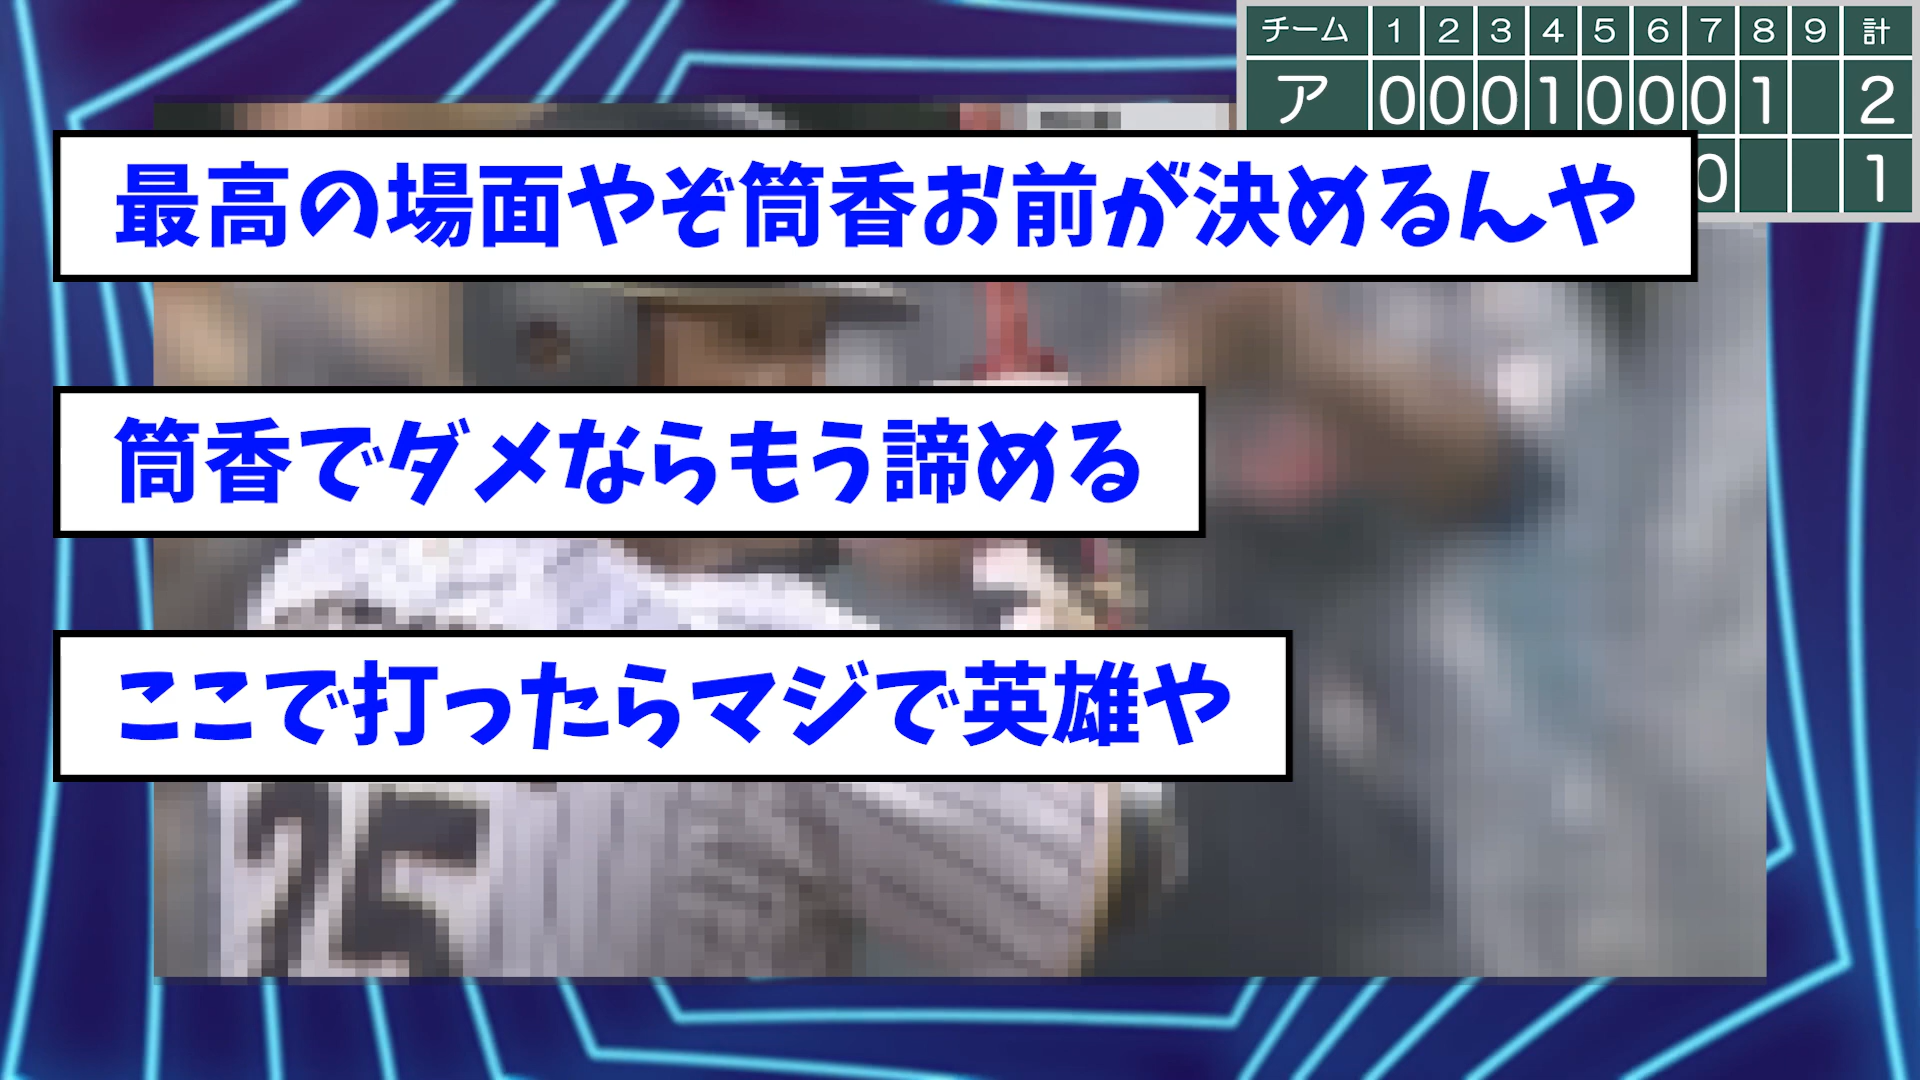 チーム 1 2 3 4 5 6 7 8 9 計
ア 0 0 0 1 0 0 0 1 2
0 1
最高の場面やぞ筒香お前が決めるんや
筒香でダメならもう諦める
ここで打ったらマジで英雄や
25